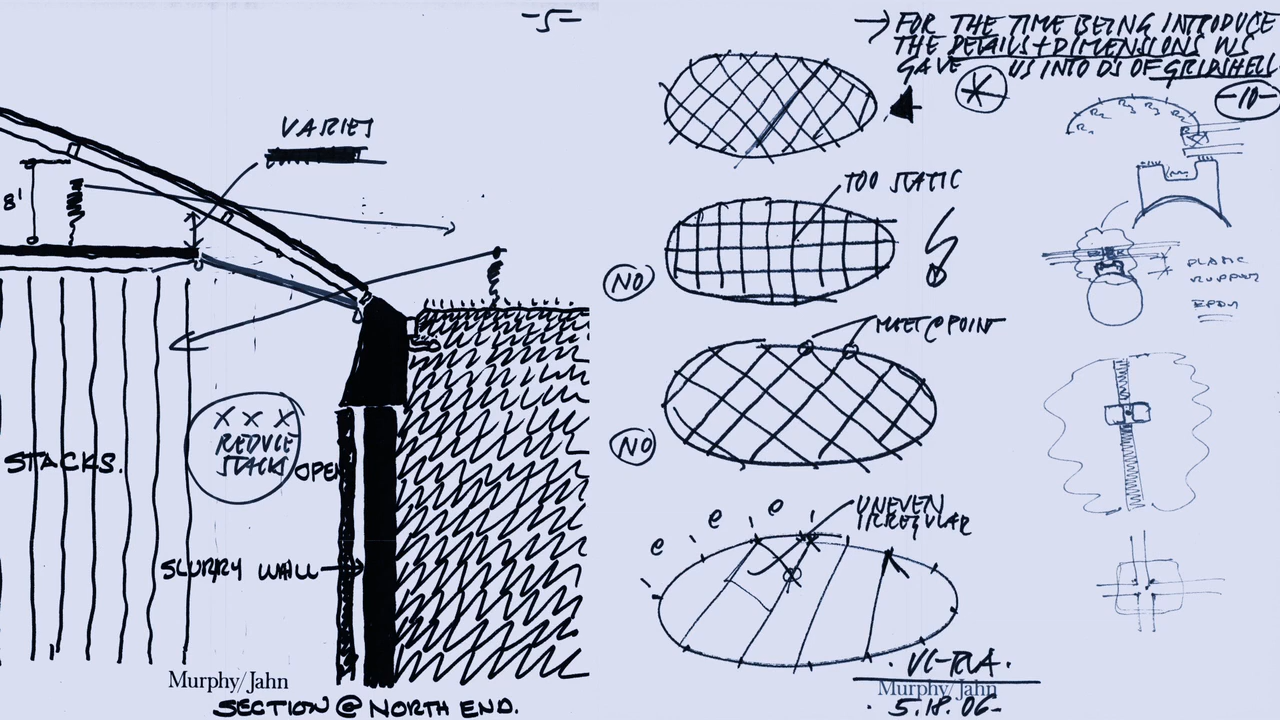 -5-
VARIES
8'
STACKS.
X X X
REDUCE
STACKS
OPEN
SLURRY WALL
Murphy/Jahn
SECTION @ NORTH END.
→ FOR THE TIME BEING INTRODUCE
THE DETAILS + DIMENSIONS WS
GAVE US INTO D'S OF GRIDSHELL.
-10-
TOO STATIC
NO
MEET @ POINT
NO
UNEVEN
IRREGULAR
e e e
Murphy/Jahn
5.18.06-